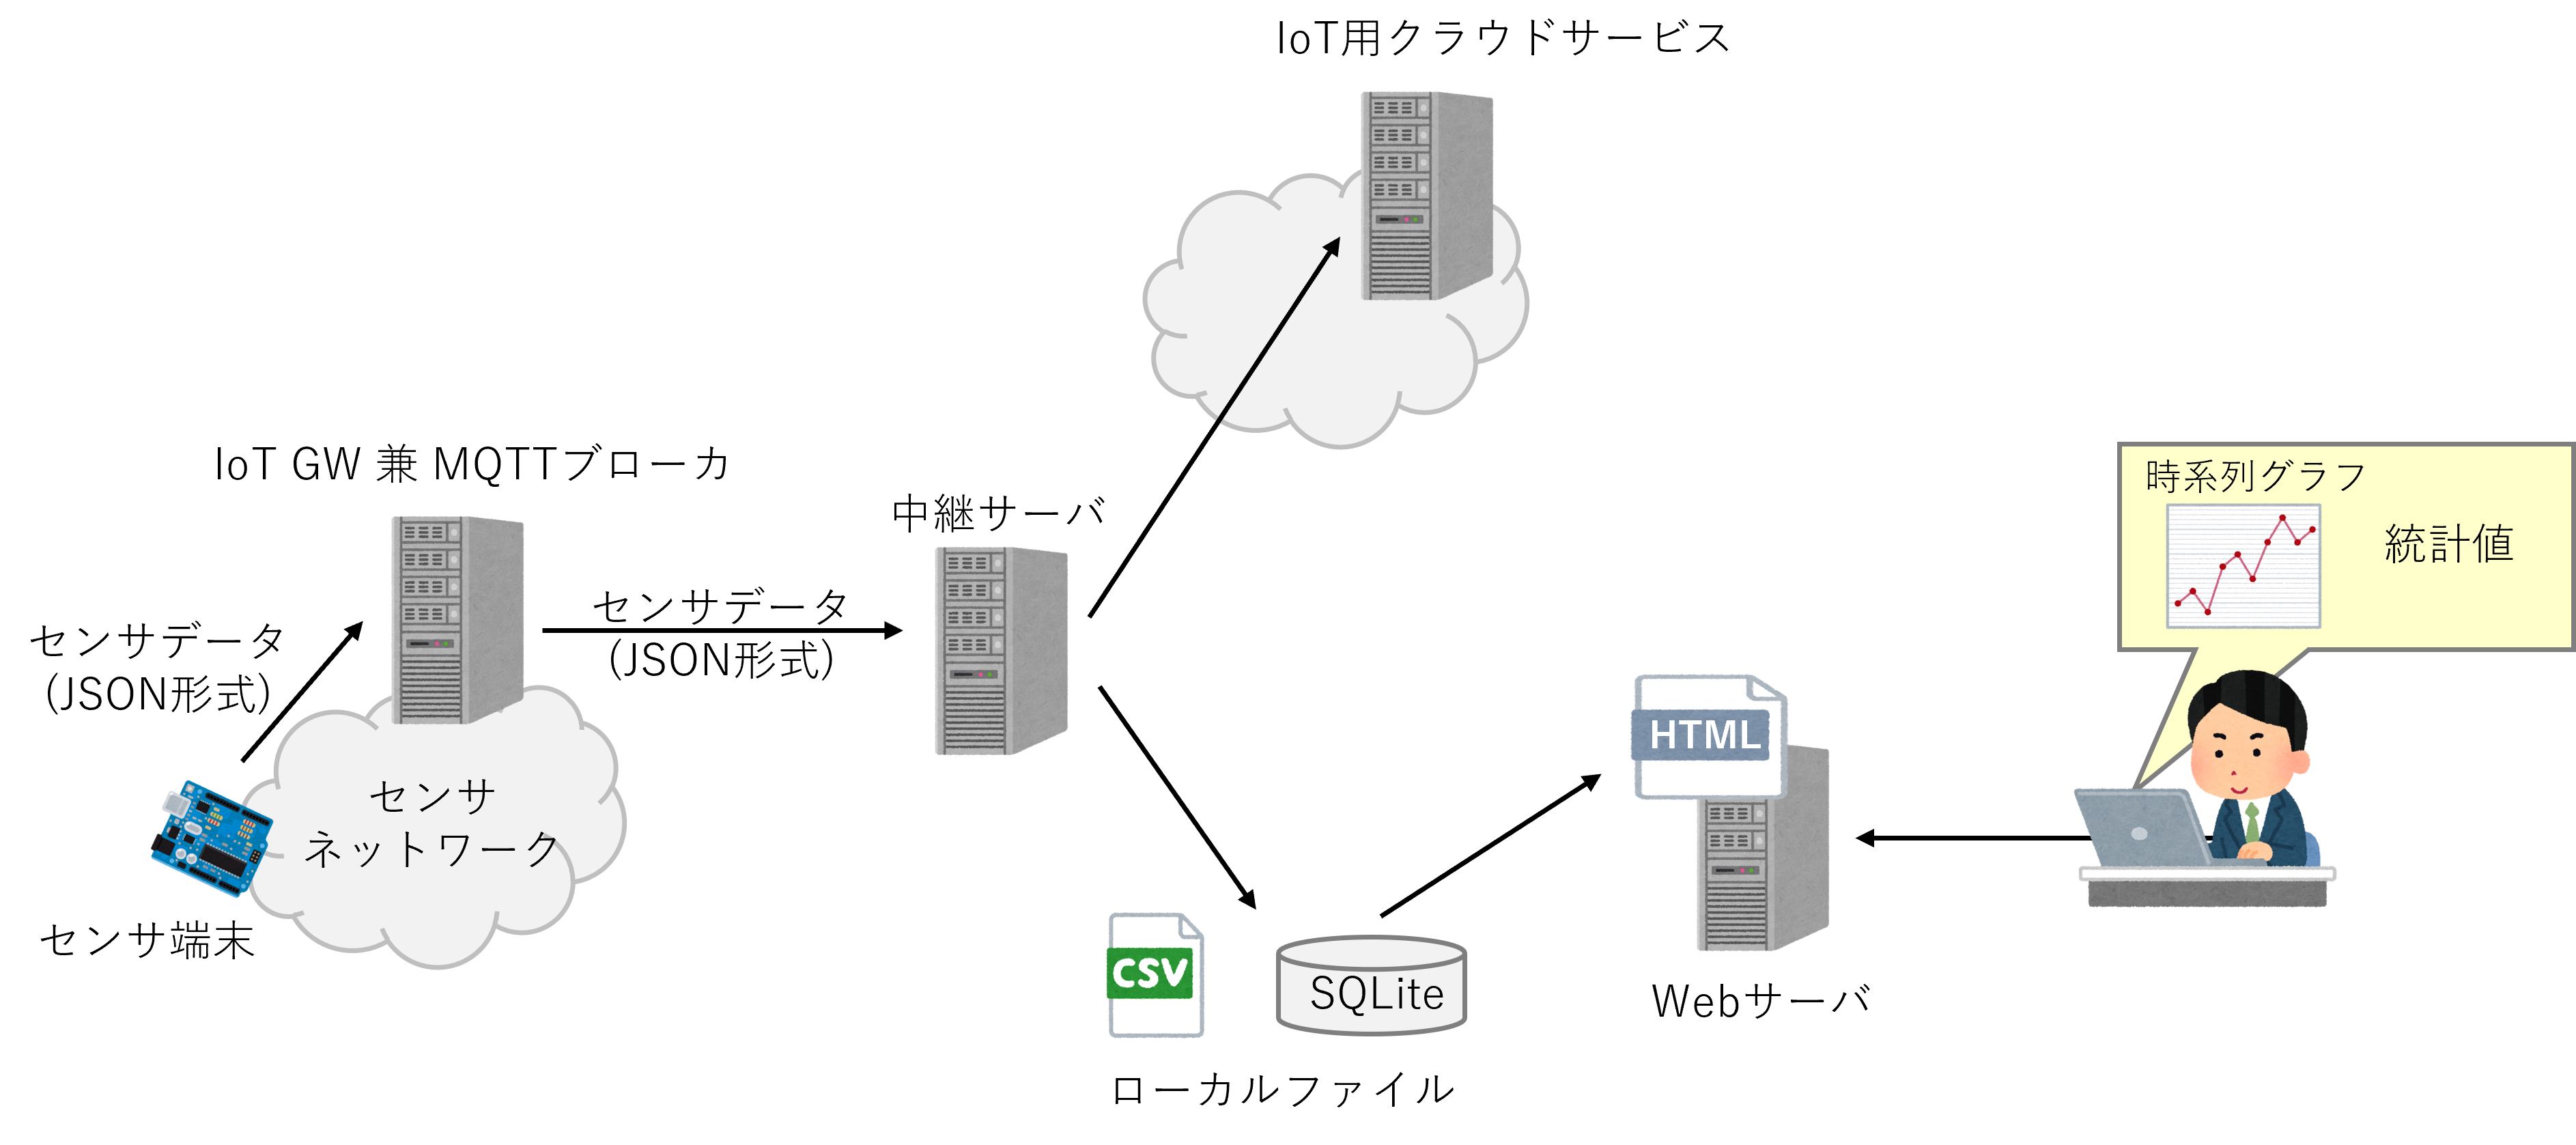 IoT用クラウドサービス
IoT GW 兼 MQTTブローカ
中継サーバ
時系列グラフ
統計値
センサデータ
(JSON形式)
センサデータ
(JSON形式)
HTML
センサ
ネットワーク
センサ端末
CSV
SQLite
Webサーバ
ローカルファイル